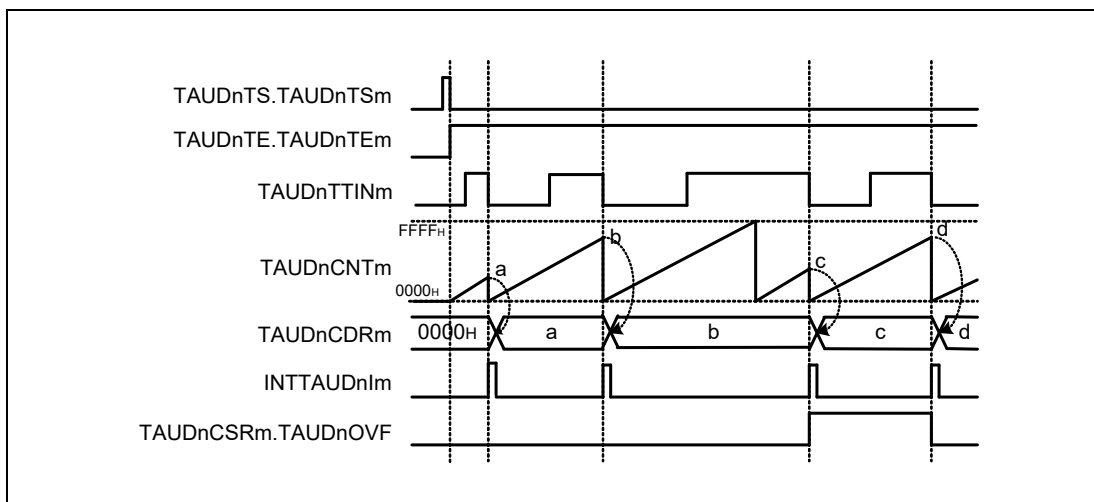 TAUDnTS.TAUDnTSm
TAUDnTE.TAUDnTEm
TAUDnTTINm
FFFFH
TAUDnCNTm
a
b
c
d
0000H
TAUDnCDRm
0000H
a
b
c
d
INTTAUDnIm
TAUDnCSRm.TAUDnOVF